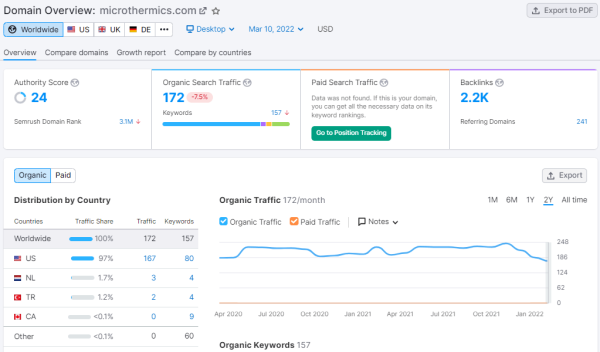 Domain Overview: microthermics.com
Export to PDF
Worldwide US UK DE •••
Desktop Mar 10, 2022 USD
Overview Compare domains Growth report Compare by countries
Authority Score
24
Semrush Domain Rank 3.1M ↓
Organic Search Traffic
172 -7.5%
Keywords 157 ↓
Paid Search Traffic
Data was not found. If this is your domain,
you can get all the necessary data on its
keyword rankings.
Go to Position Tracking
Backlinks
2.2K
Referring Domains 241
Organic Paid
Export
Distribution by Country
Countries Traffic Share Traffic Keywords
Worldwide 100% 172 157
US 97% 167 80
NL 1.7% 3 4
TR 1.2% 2 4
CA <0.1% 0 9
Other <0.1% 0 60
Organic Traffic 172/month
1M 6M 1Y 2Y All time
Organic Traffic Paid Traffic Notes
248
186
124
62
0
Apr 2020 Jul 2020 Oct 2020 Jan 2021 Apr 2021 Jul 2021 Oct 2021 Jan 2022
Organic Keywords 157